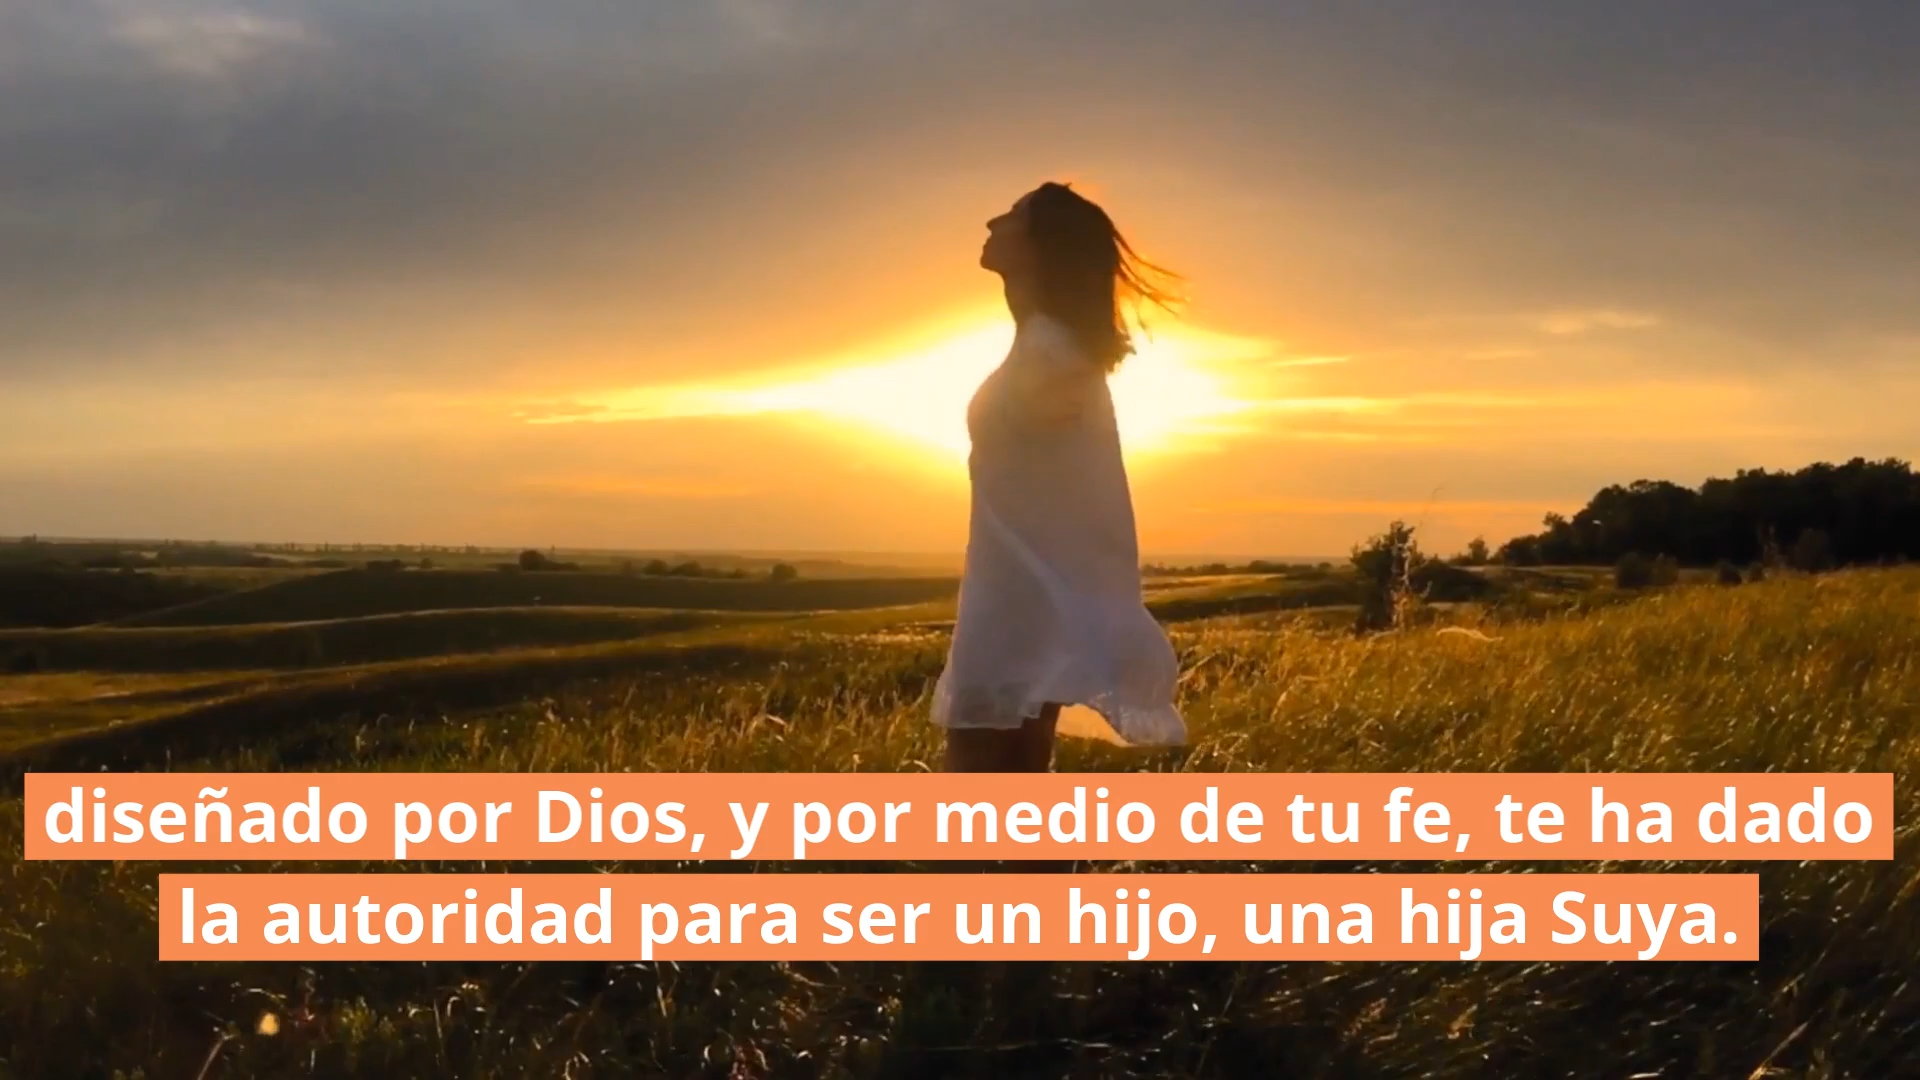 diseñado por Dios, y por medio de tu fe, te ha dado
la autoridad para ser un hijo, una hija Suya.